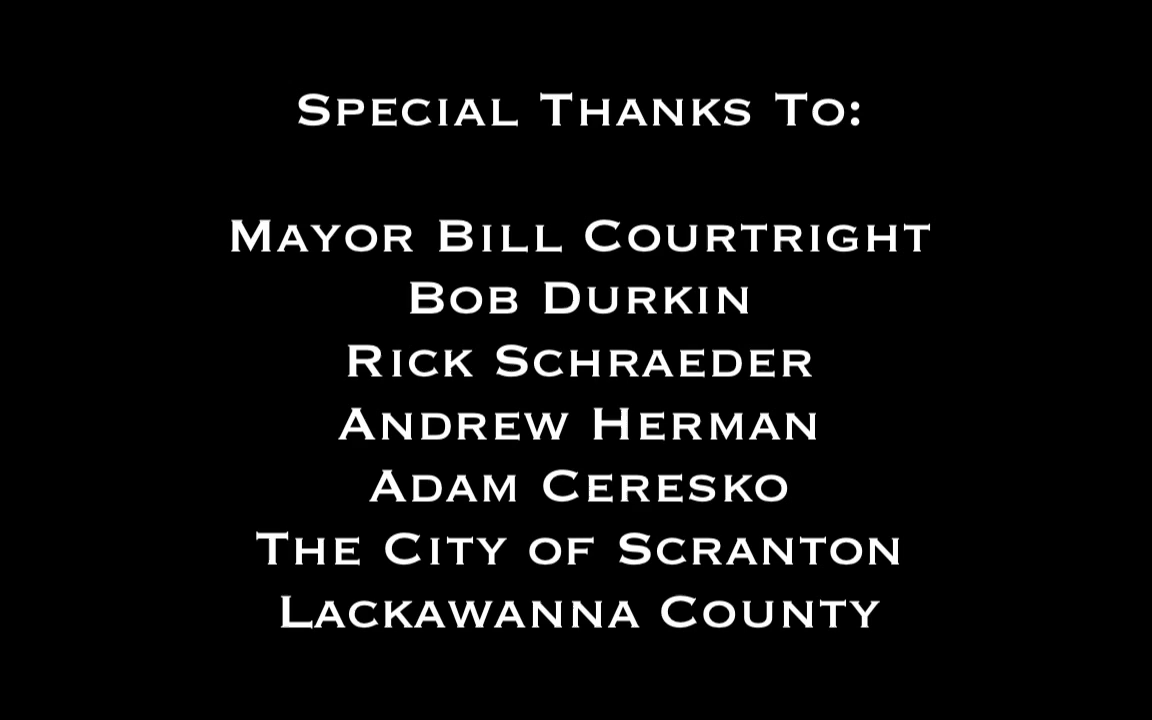 Special Thanks To:
Mayor Bill Courtright
Bob Durkin
Rick Schraeder
Andrew Herman
Adam Ceresko
The City of Scranton
Lackawanna County